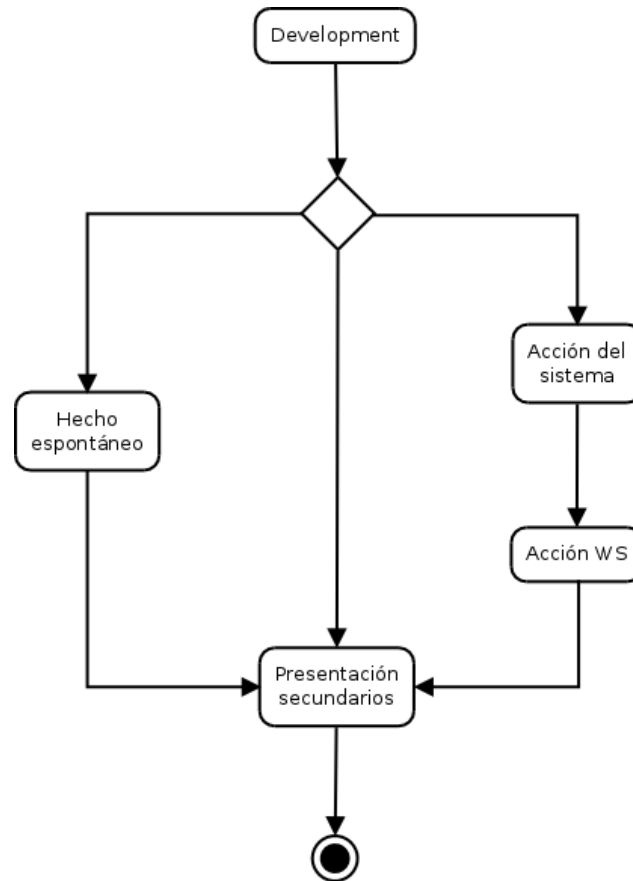 Development
Acción del
sistema
Hecho
espontáneo
Acción WS
Presentación
secundarios